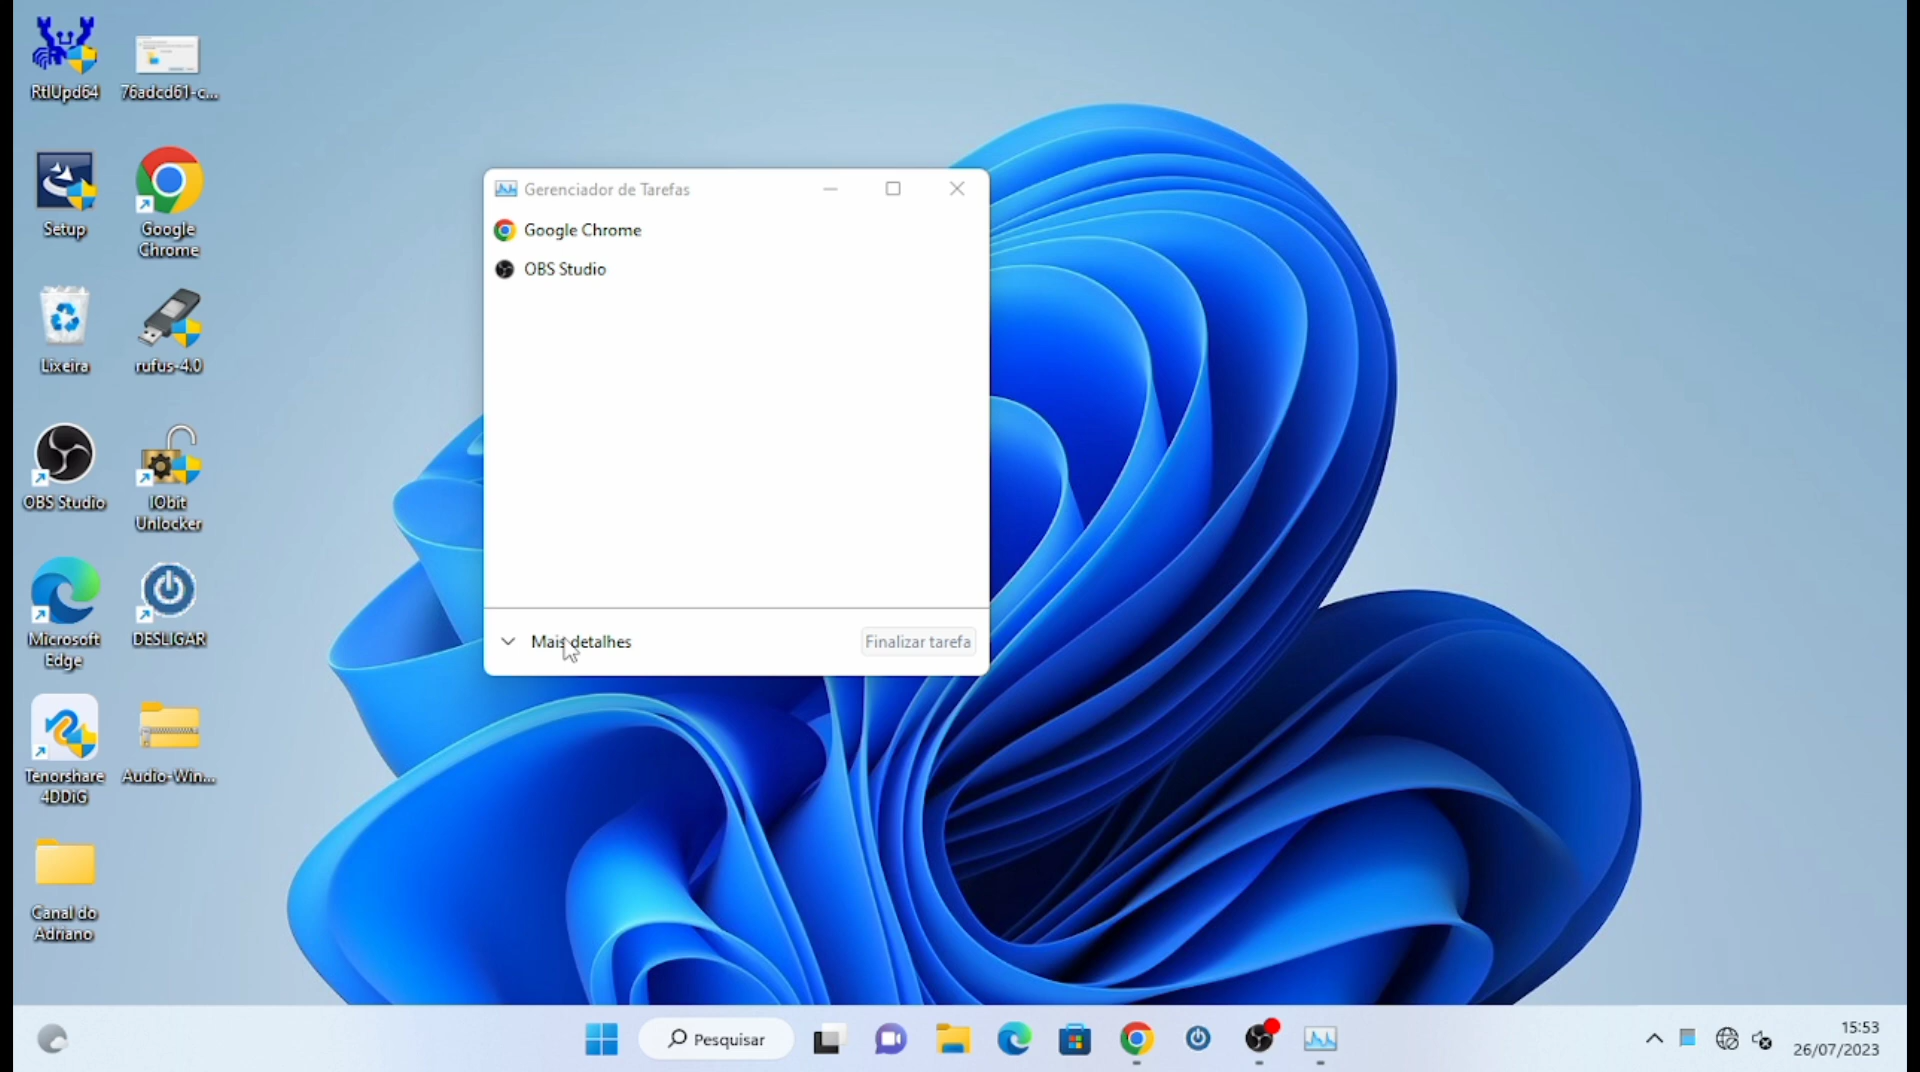 RtlUpd64
76adcd61-c...
Setup
Google
Chrome
Lixeira
rufus-4.0
OBS Studio
IObit
Unlocker
Microsoft
Edge
DESLIGAR
Tenorshare
4DDiG
Audio-Win...
Canal do
Adriano
Gerenciador de Tarefas
Google Chrome
OBS Studio
Mais detalhes
Finalizar tarefa
Pesquisar
15:53
26/07/2023